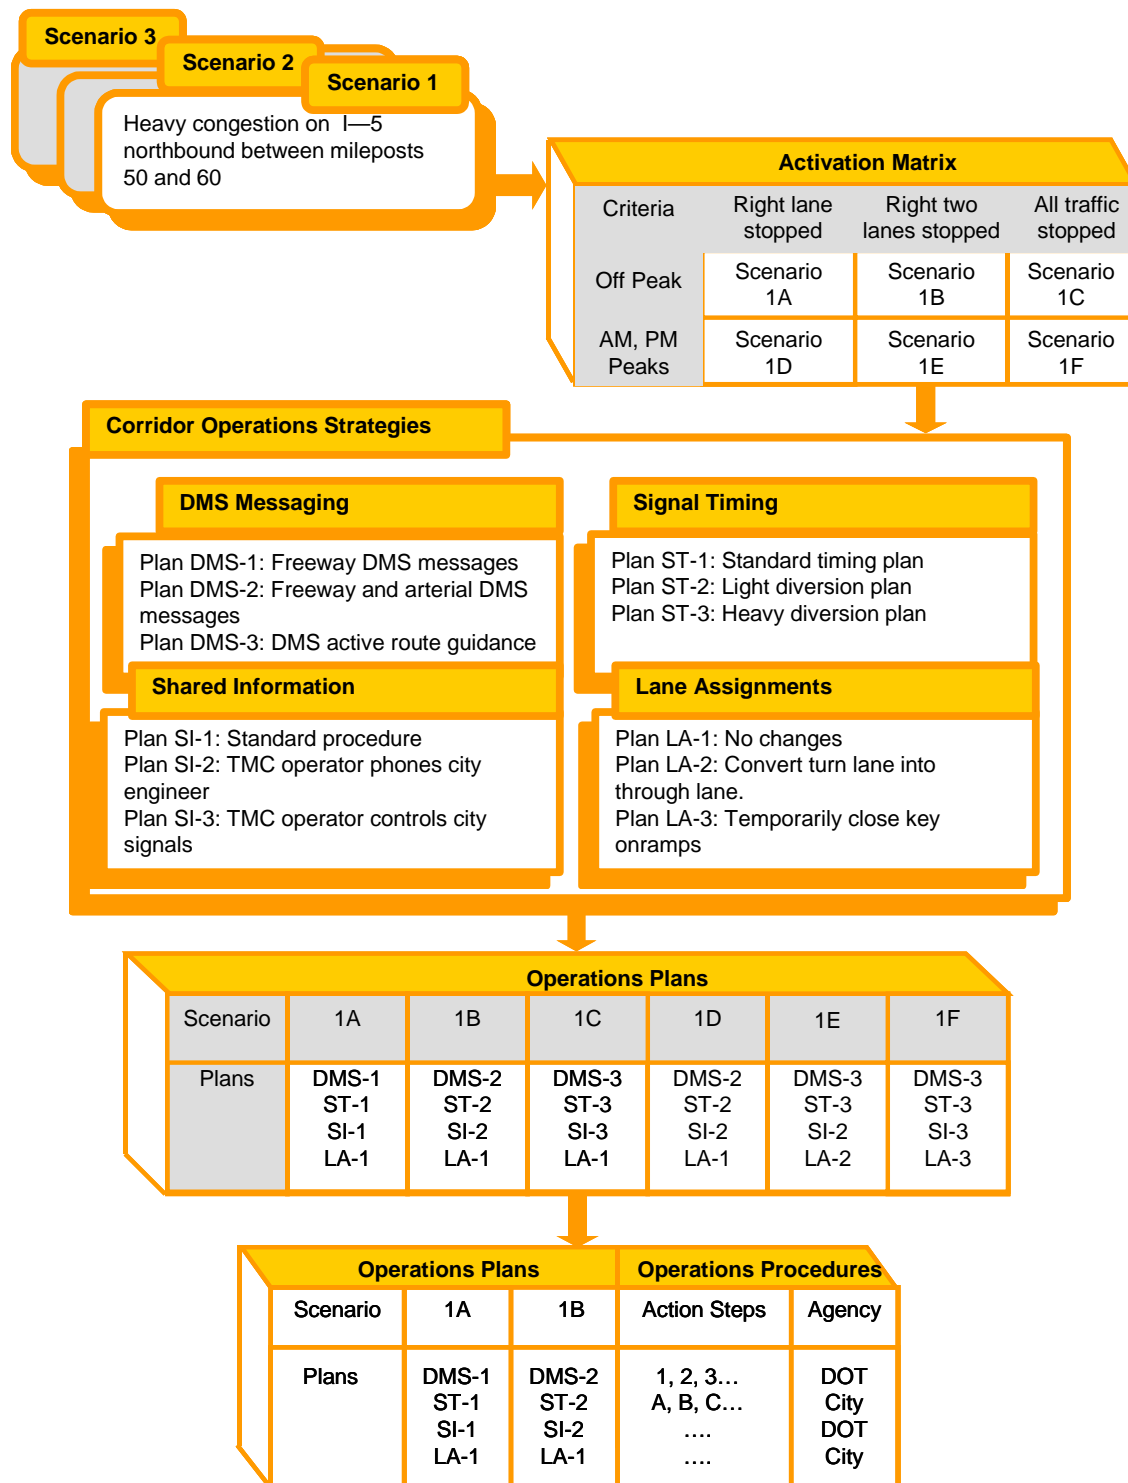 Scenario 3
Scenario 2
Scenario 1
Heavy congestion on I—5
northbound between mileposts
50 and 60
Activation Matrix
Criteria Right lane stopped Right two lanes stopped All traffic stopped
Off Peak Scenario 1A Scenario 1B Scenario 1C
AM, PM Peaks Scenario 1D Scenario 1E Scenario 1F
Corridor Operations Strategies
DMS Messaging
Plan DMS-1: Freeway DMS messages
Plan DMS-2: Freeway and arterial DMS
messages
Plan DMS-3: DMS active route guidance
Signal Timing
Plan ST-1: Standard timing plan
Plan ST-2: Light diversion plan
Plan ST-3: Heavy diversion plan
Shared Information
Plan SI-1: Standard procedure
Plan SI-2: TMC operator phones city
engineer
Plan SI-3: TMC operator controls city
signals
Lane Assignments
Plan LA-1: No changes
Plan LA-2: Convert turn lane into
through lane.
Plan LA-3: Temporarily close key
onramps
Operations Plans
Scenario 1A 1B 1C 1D 1E 1F
Plans DMS-1 DMS-2 DMS-3 DMS-2 DMS-3 DMS-3
ST-1 ST-2 ST-3 ST-2 ST-3 ST-3
SI-1 SI-2 SI-3 SI-2 SI-2 SI-3
LA-1 LA-1 LA-1 LA-1 LA-2 LA-3
Operations Plans Operations Procedures
Scenario 1A 1B Action Steps Agency
Plans DMS-1 DMS-2 1, 2, 3... DOT
ST-1 ST-2 A, B, C... City
SI-1 SI-2 .... DOT
LA-1 LA-1 .... City